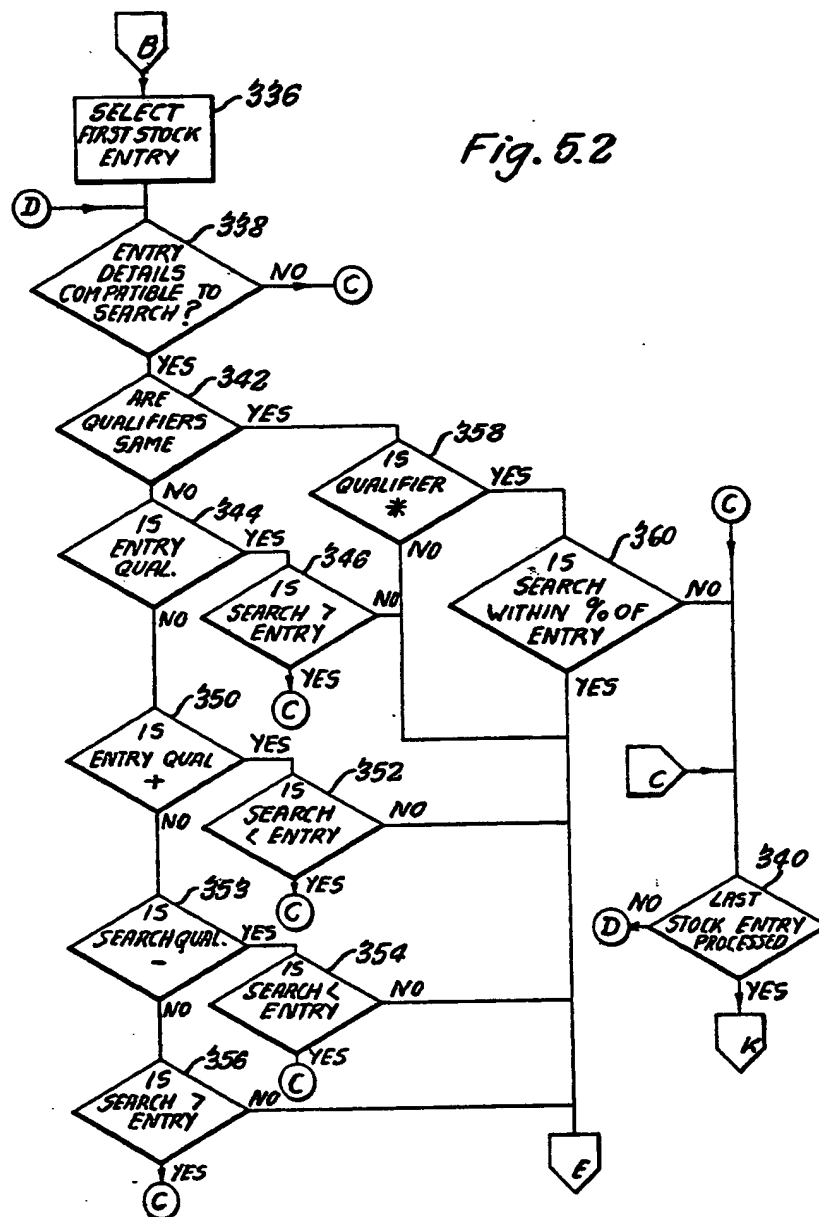 B
336
SELECT
FIRST STOCK
ENTRY
Fig. 5.2
D
338
ENTRY
DETAILS
COMPATIBLE TO
SEARCH?
NO
C
YES
342
ARE
QUALIFIERS
SAME
YES
NO
358
IS
QUALIFIER
*
YES
NO
C
344
IS
ENTRY
QUAL.
YES
NO
346
IS
SEARCH >
ENTRY
NO
YES
C
360
IS
SEARCH
WITHIN % OF
ENTRY
NO
YES
350
IS
ENTRY QUAL
+
YES
NO
352
IS
SEARCH
< ENTRY
NO
YES
C
C
353
IS
SEARCH QUAL.
-
YES
NO
354
IS
SEARCH <
ENTRY
NO
YES
C
340
LAST
STOCK ENTRY
PROCESSED
NO
D
YES
K
356
IS
SEARCH >
ENTRY
NO
YES
C
E